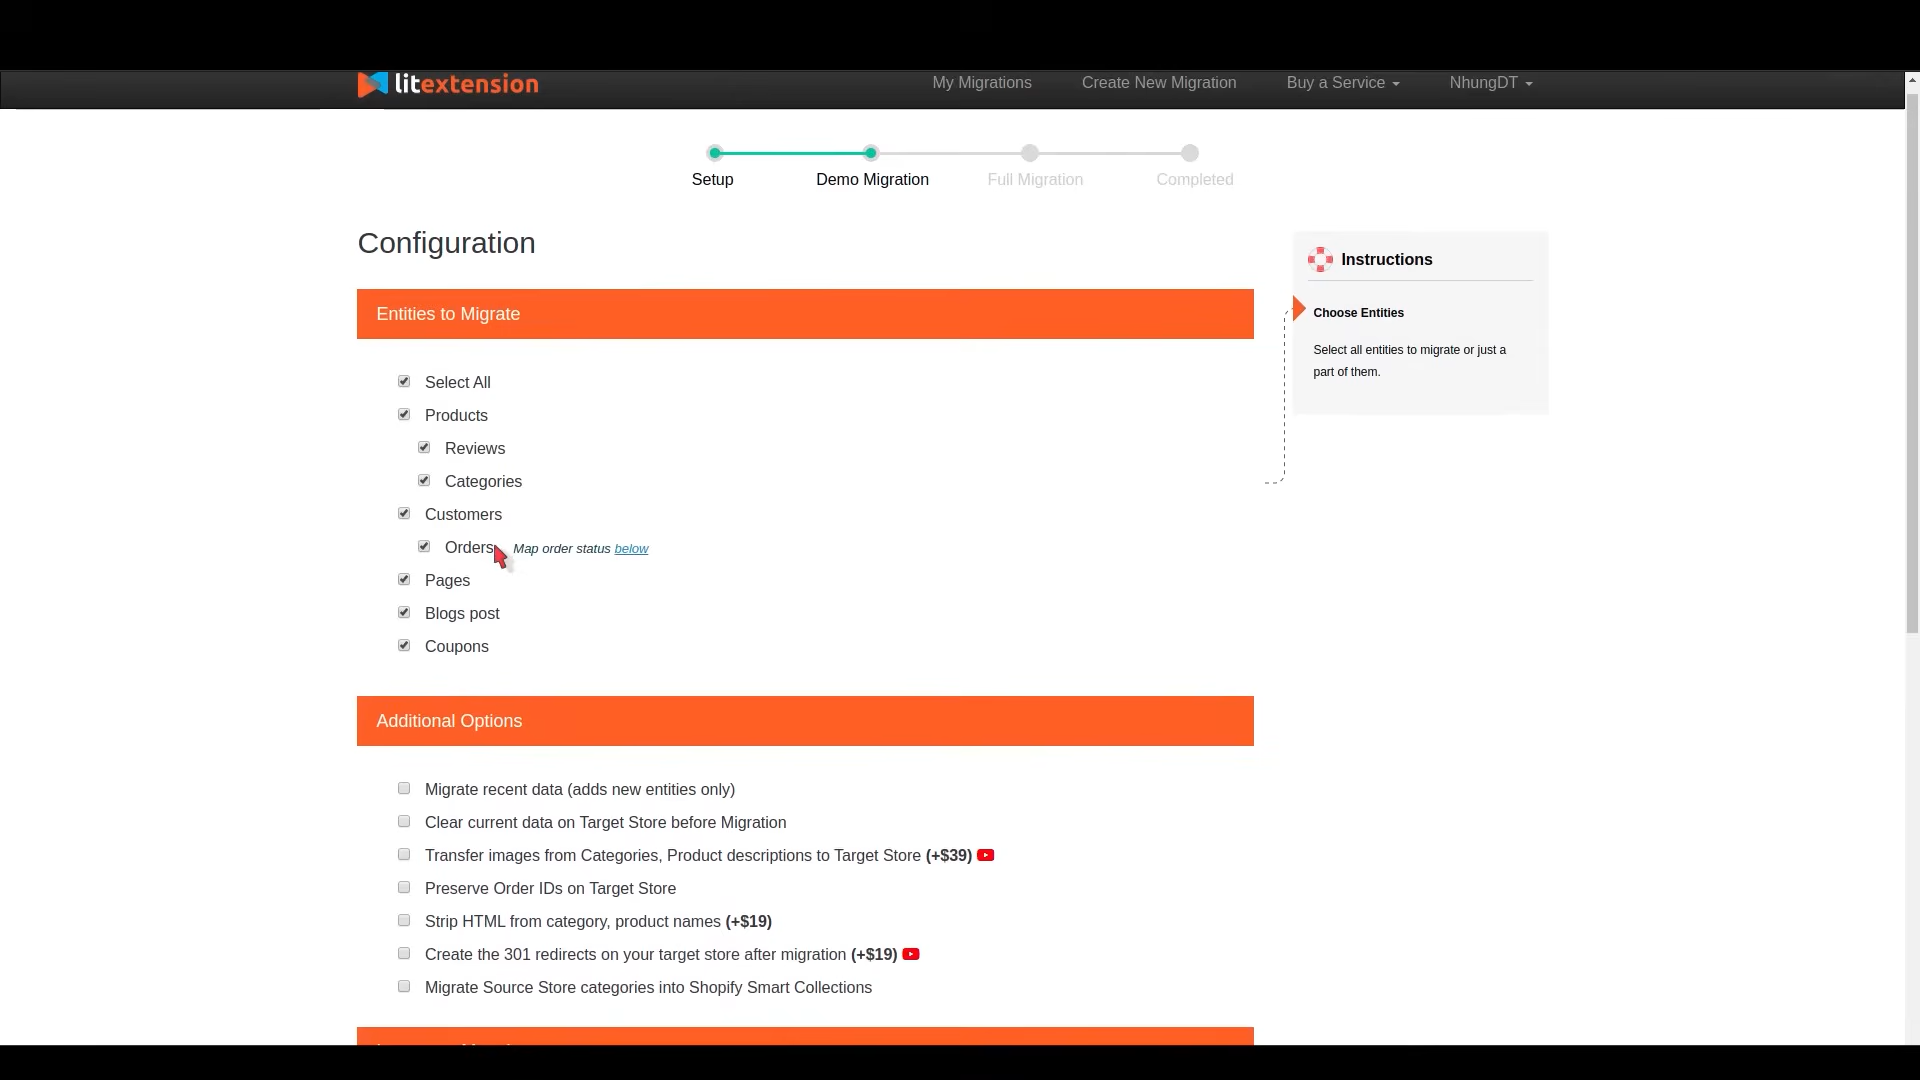 litextension
My Migrations
Create New Migration
Buy a Service
NhungDT
Setup
Demo Migration
Full Migration
Completed
Configuration
Instructions
Entities to Migrate
Choose Entities
Select all entities to migrate or just a
part of them.
Select All
Products
Reviews
Categories
Customers
Orders Map order status below
Pages
Blogs post
Coupons
Additional Options
Migrate recent data (adds new entities only)
Clear current data on Target Store before Migration
Transfer images from Categories, Product descriptions to Target Store (+$39)
Preserve Order IDs on Target Store
Strip HTML from category, product names (+$19)
Create the 301 redirects on your target store after migration (+$19)
Migrate Source Store categories into Shopify Smart Collections